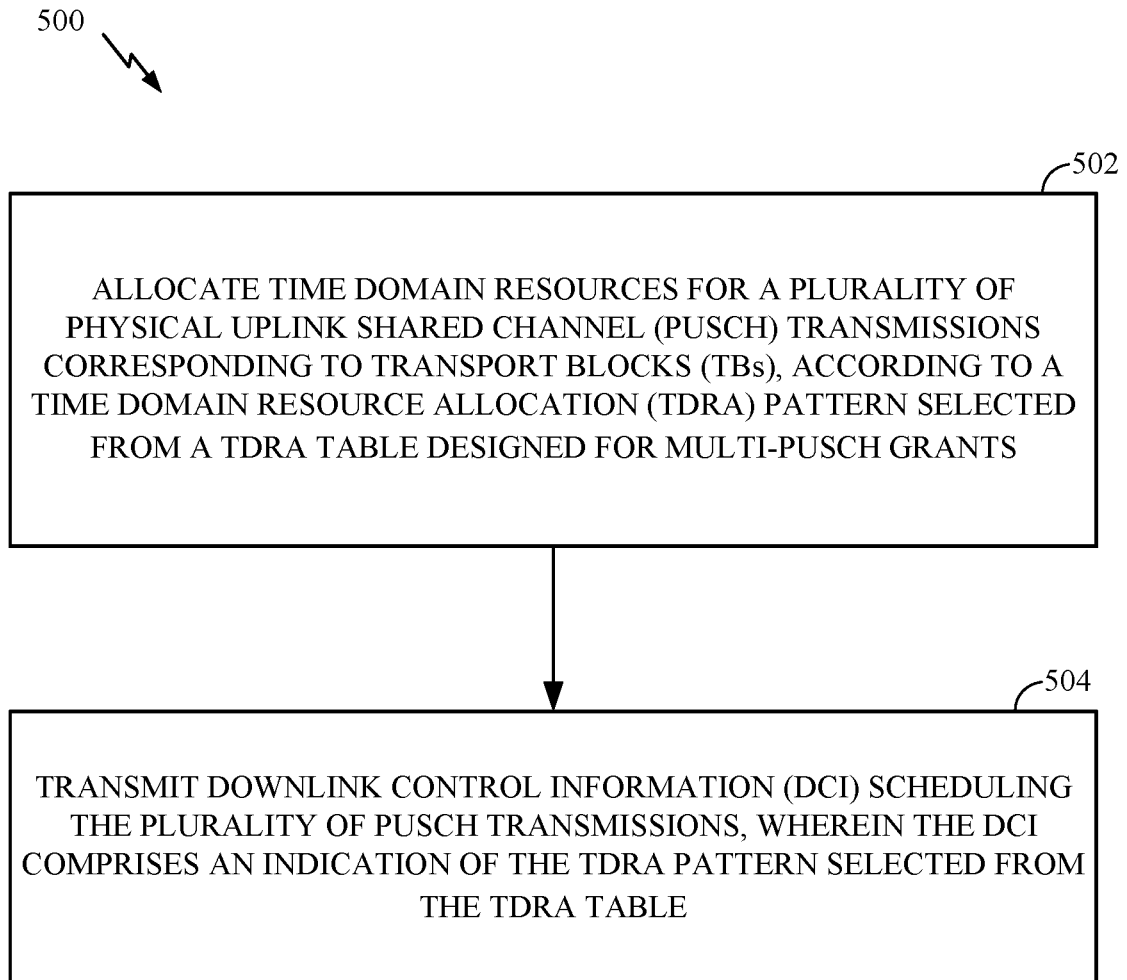 500
502
ALLOCATE TIME DOMAIN RESOURCES FOR A PLURALITY OF
PHYSICAL UPLINK SHARED CHANNEL (PUSCH) TRANSMISSIONS
CORRESPONDING TO TRANSPORT BLOCKS (TBs), ACCORDING TO A
TIME DOMAIN RESOURCE ALLOCATION (TDRA) PATTERN SELECTED
FROM A TDRA TABLE DESIGNED FOR MULTI-PUSCH GRANTS
504
TRANSMIT DOWNLINK CONTROL INFORMATION (DCI) SCHEDULING
THE PLURALITY OF PUSCH TRANSMISSIONS, WHEREIN THE DCI
COMPRISES AN INDICATION OF THE TDRA PATTERN SELECTED FROM
THE TDRA TABLE